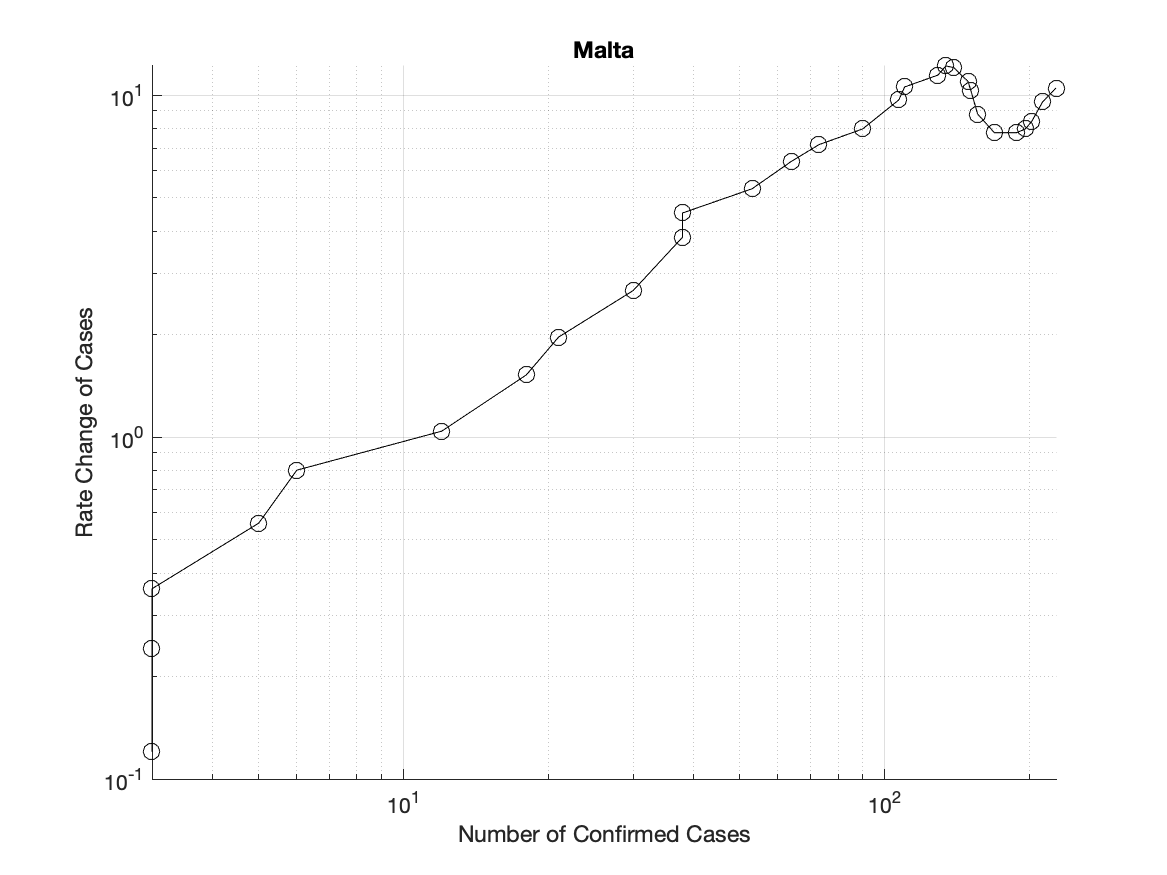 Malta
10^1
10^0
10^-1
Rate Change of Cases
10^1
10^2
Number of Confirmed Cases